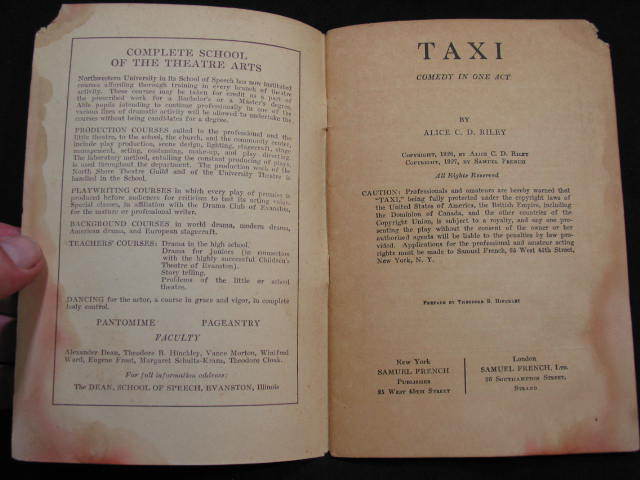 COMPLETE SCHOOL
OF THE THEATRE ARTS
Northwestern University in its School of Speech has now instituted
courses affording thorough training in every branch of theatre
activity. These courses may be taken for credit as a part of
the prescribed work for a Bachelor's or a Master's degree.
Able pupils intending to continue professionally in one of the
various lines of dramatic activity will be allowed to undertake the
courses without being candidates for a degree.
PRODUCTION COURSES suited to the professional and the
little theatre, to the school, the church, and the community center,
include play production, scene design, lighting, stagecraft, stage
management, acting, costuming, make-up, and play directing.
The laboratory method, entailing the constant producing of plays,
is used throughout the department. The production work of the
North Shore Theatre Guild and of the University Theatre is
handled in the School.
PLAYWRITING COURSES in which every play of promise is
produced before audiences for criticism to test its acting value.
Special classes, in affiliation with the Drama Club of Evanston,
for the mature or professional writer.
BACKGROUND COURSES in world drama, modern drama,
American drama, and European stagecraft.
TEACHERS' COURSES: Drama in the high school.
Drama for juniors (in connection
with the highly successful Children's
Theatre of Evanston).
Story telling.
Problems of the little or school
theatre.
DANCING for the actor, a course in grace and vigor, in complete
body control.
PANTOMIME PAGEANTRY
FACULTY
Alexander Dean, Theodore B. Hinckley, Vance Morton, Winifred
Ward, Eugene Frost, Margaret Schultz-Kranz, Theodore Cloak.
For full information address:
The DEAN, SCHOOL OF SPEECH, EVANSTON, Illinois
TAXI
COMEDY IN ONE ACT
BY
ALICE C. D. RILEY
COPYRIGHT, 1926, BY ALICE C. D. RILEY
COPYRIGHT, 1927, BY SAMUEL FRENCH
All Rights Reserved
CAUTION: Professionals and amateurs are hereby warned that
"TAXI," being fully protected under the copyright laws of
the United States of America, the British Empire, including
the Dominion of Canada, and the other countries of the
Copyright Union, is subject to a royalty, and any one pre-
senting the play without the consent of the owner or her
authorized agents will be liable to the penalties by law pro-
vided. Applications for the professional and amateur acting
rights must be made to Samuel French, 25 West 45th Street,
New York, N. Y.
PREFACE BY THEODORE B. HINCKLEY
New York
SAMUEL FRENCH
PUBLISHER
25 WEST 45TH STREET
London
SAMUEL FRENCH, LTD.
26 SOUTHAMPTON STREET,
STRAND